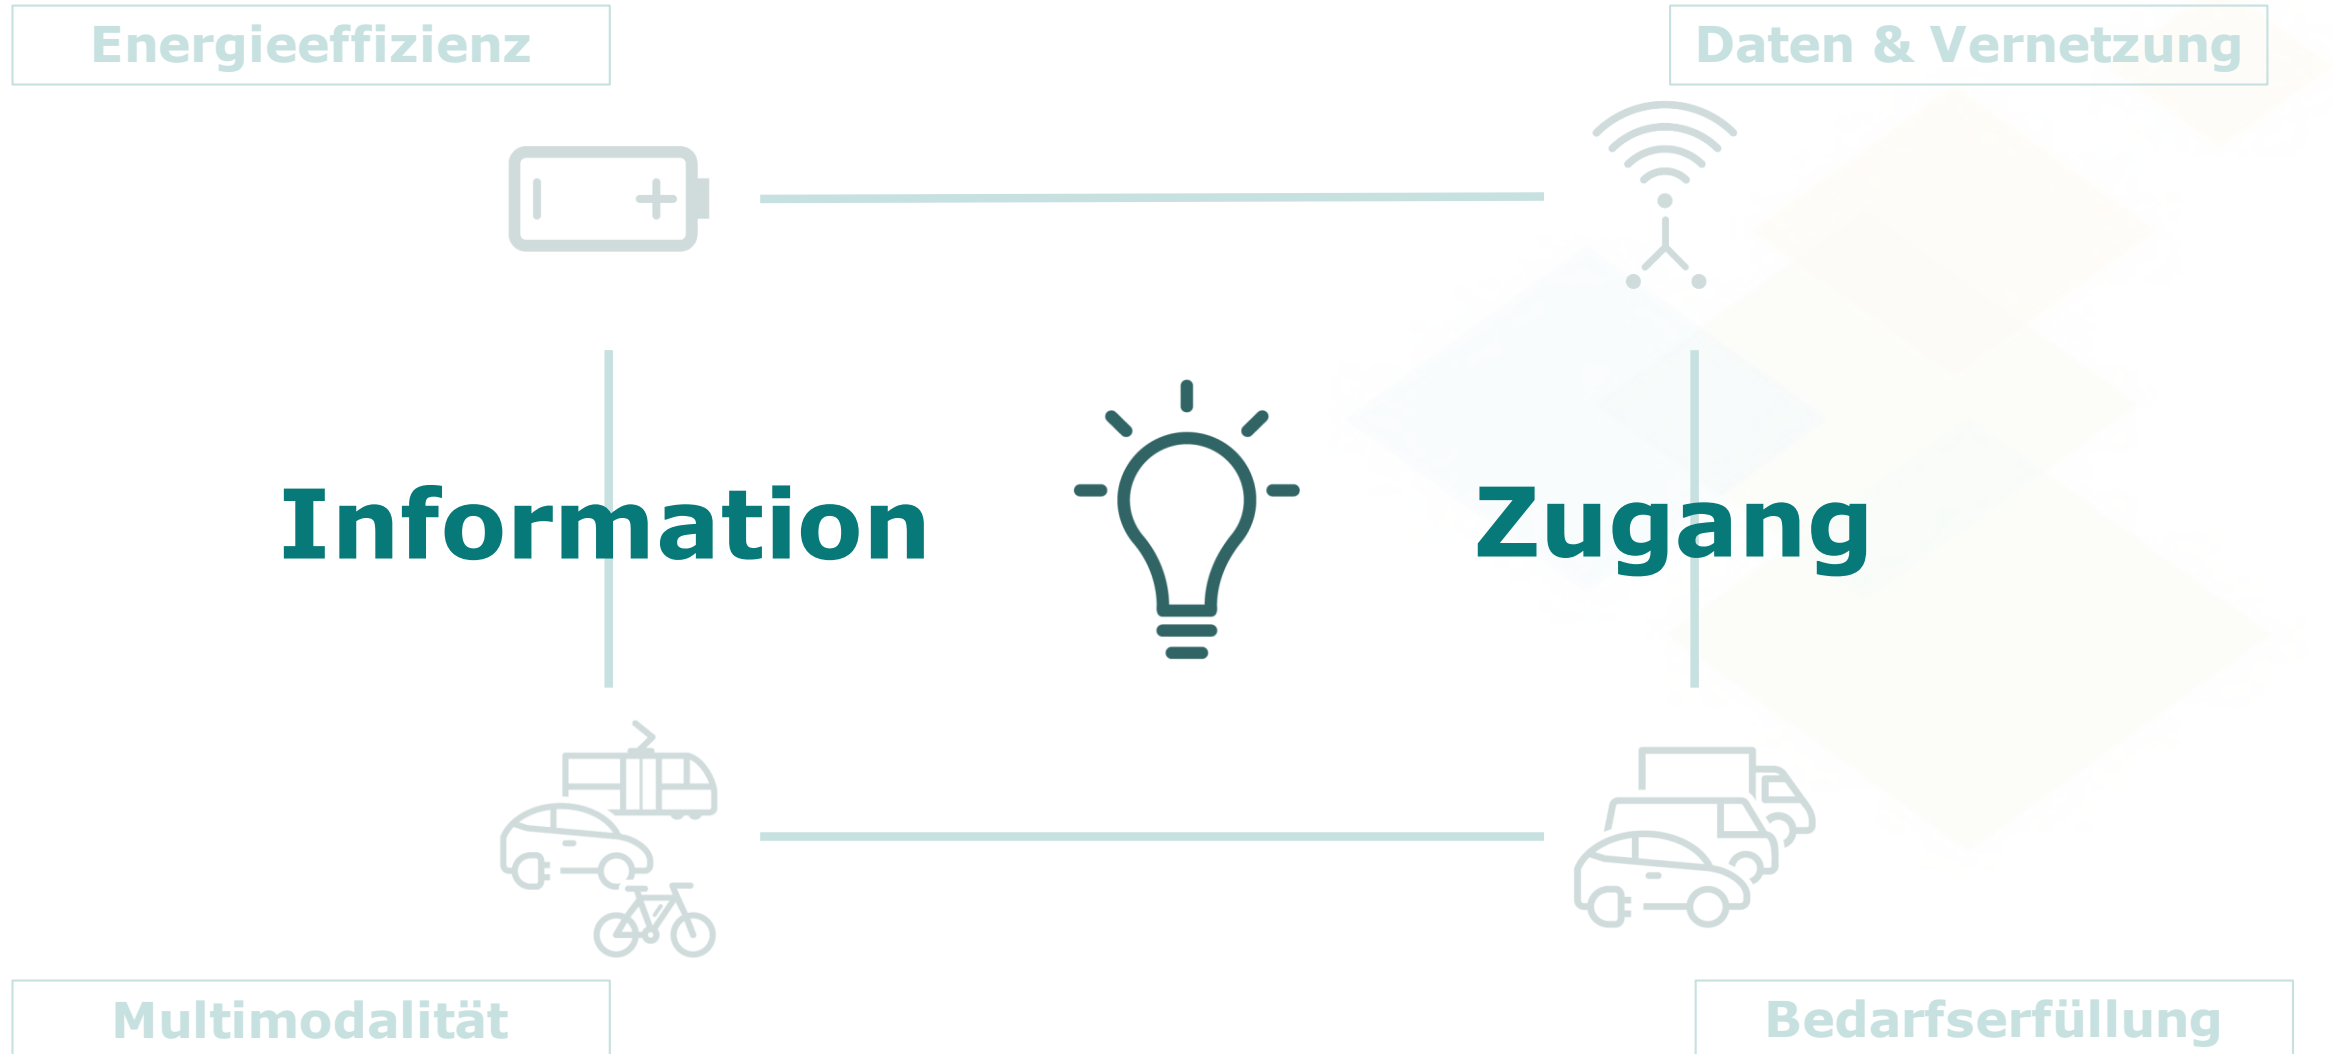 Energieeffizienz
Daten & Vernetzung
Information
Zugang
Multimodalität
Bedarfserfüllung